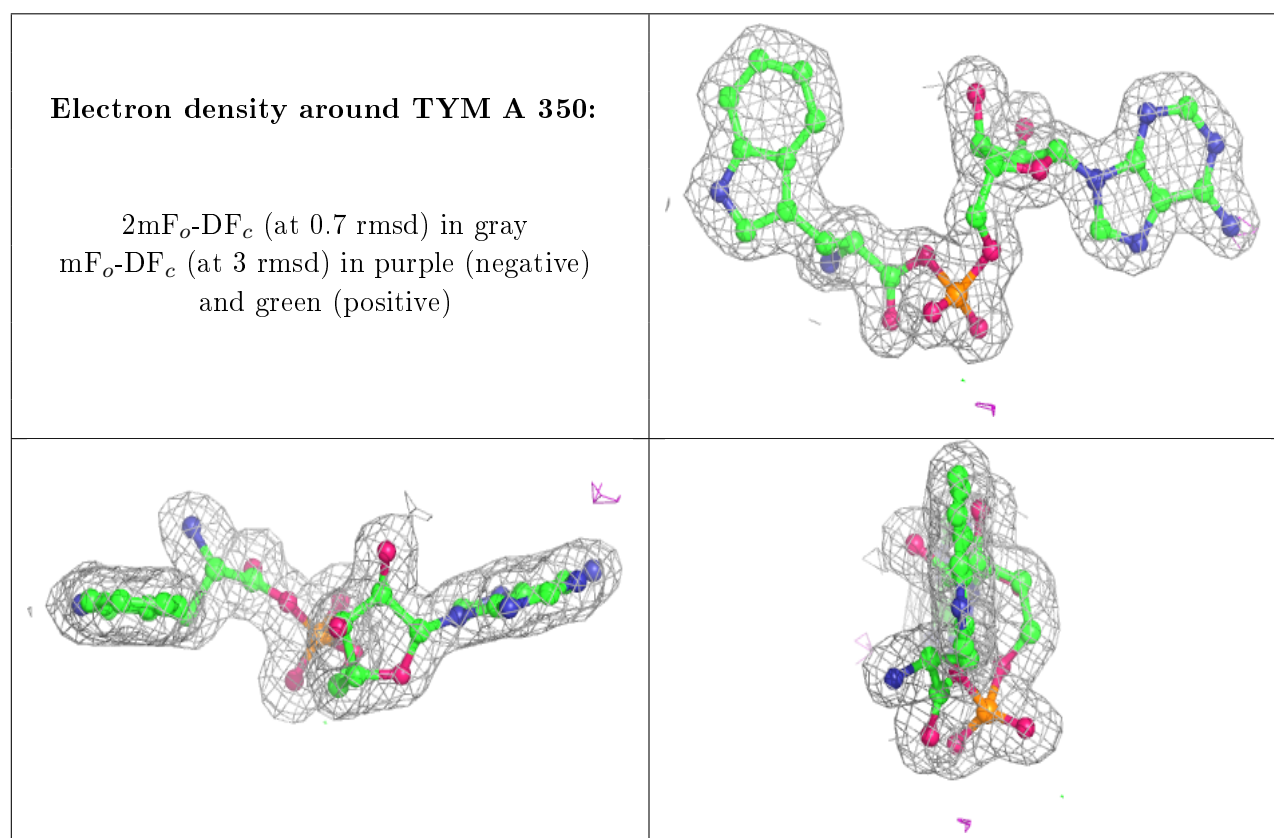 Electron density around TYM A 350:
2mFₒ-DF𝒸 (at 0.7 rmsd) in gray
mFₒ-DF𝒸 (at 3 rmsd) in purple (negative)
and green (positive)